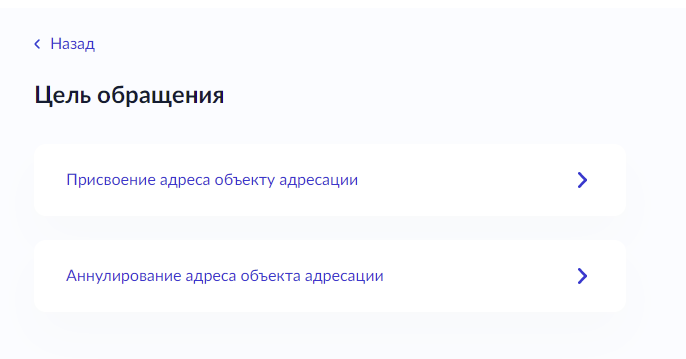 Назад
Цель обращения
Присвоение адреса объекту адресации
Аннулирование адреса объекта адресации